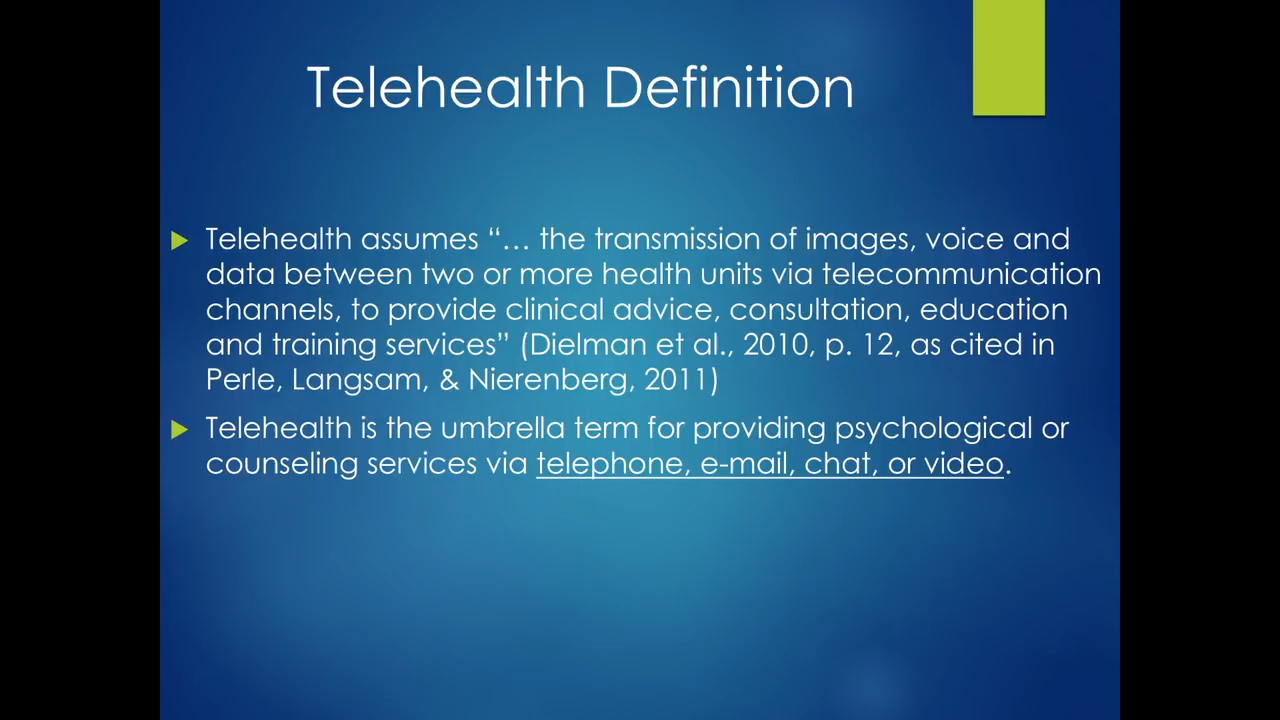 Telehealth Definition
Telehealth assumes “… the transmission of images, voice and
data between two or more health units via telecommunication
channels, to provide clinical advice, consultation, education
and training services” (Dielman et al., 2010, p. 12, as cited in
Perle, Langsam, & Nierenberg, 2011)
Telehealth is the umbrella term for providing psychological or
counseling services via telephone, e-mail, chat, or video.